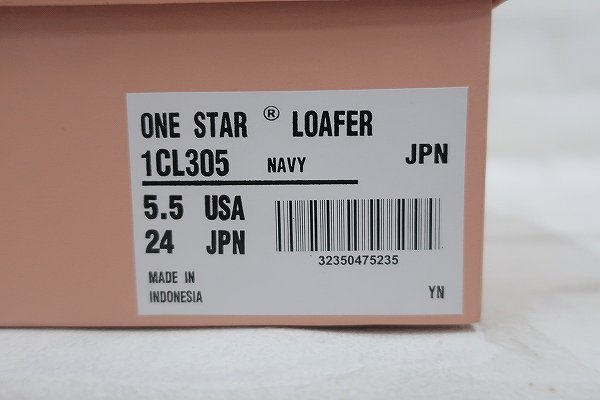 ONE STAR ® LOAFER
1CL305 NAVY JPN
5.5 USA
24 JPN
32350475235
MADE IN
INDONESIA
YN